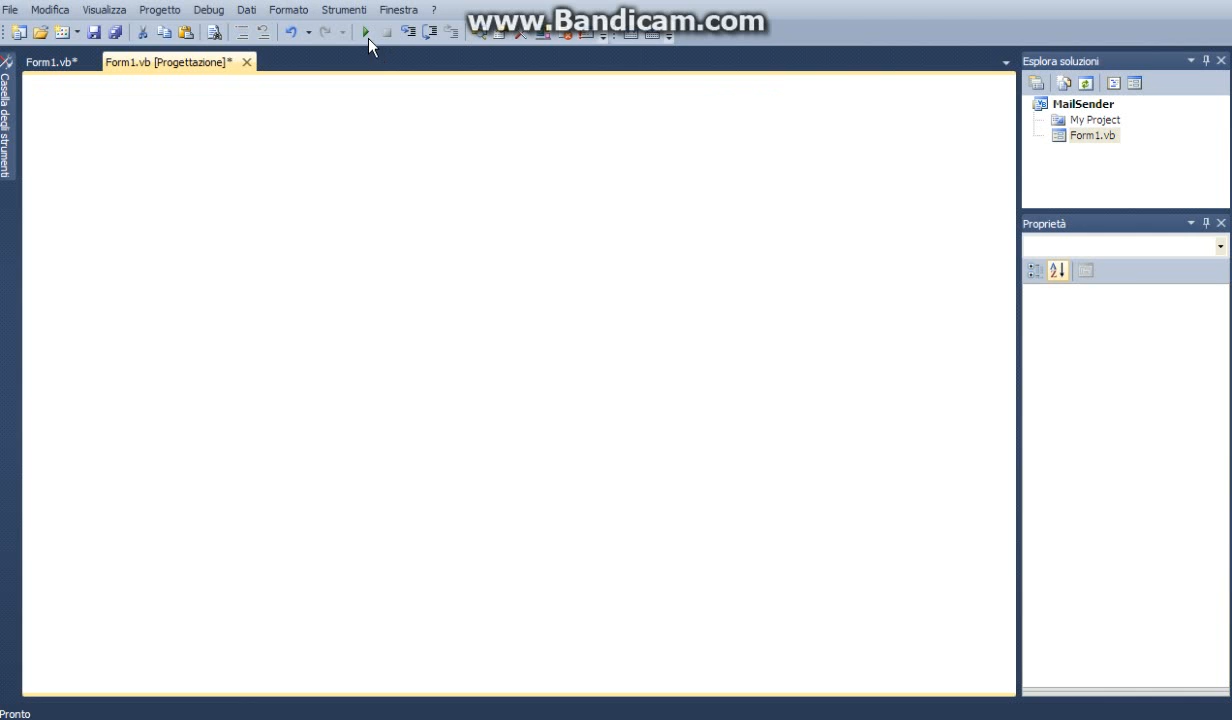 File Modifica Visualizza Progetto Debug Dati Formato Strumenti Finestra ?
www.Bandicam.com
Form1.vb* Form1.vb [Progettazione]*
Esplora soluzioni
Casella degli strumenti
MailSender
My Project
Form1.vb
Proprietà
Pronto